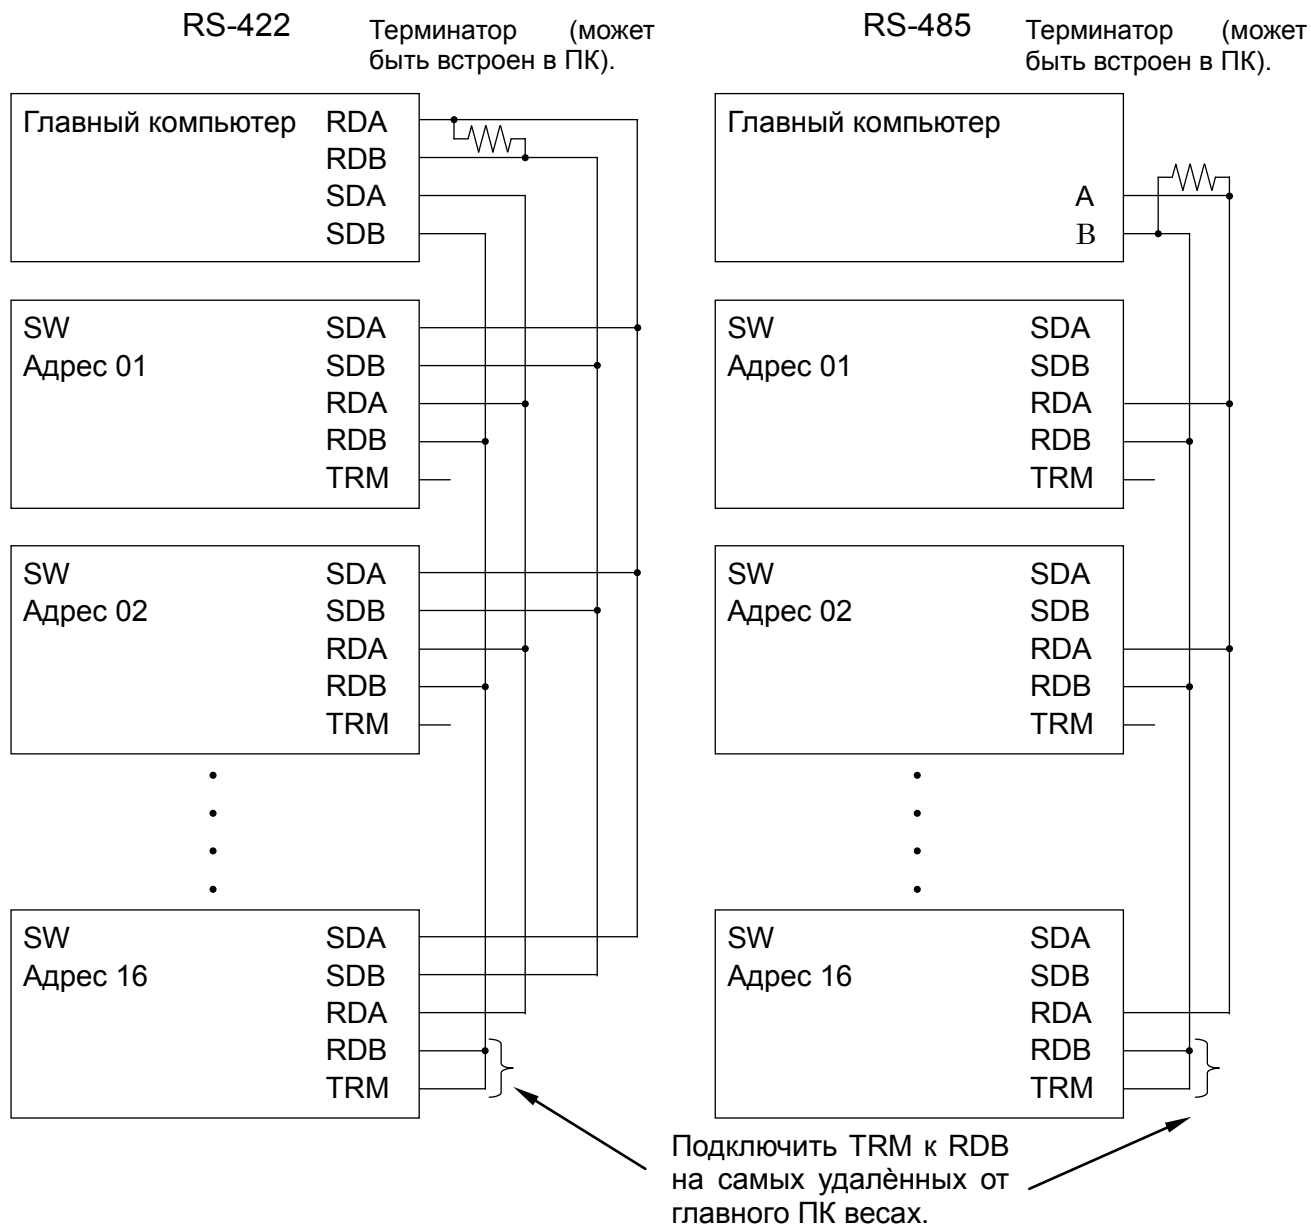 RS-422
Терминатор (может
быть встроен в ПК).
Главный компьютер RDA
RDB
SDA
SDB
SW SDA
Адрес 01 SDB
RDA
RDB
TRM
SW SDA
Адрес 02 SDB
RDA
RDB
TRM
SW SDA
Адрес 16 SDB
RDA
RDB
TRM
RS-485
Терминатор (может
быть встроен в ПК).
Главный компьютер
A
B
SW SDA
Адрес 01 SDB
RDA
RDB
TRM
SW SDA
Адрес 02 SDB
RDA
RDB
TRM
SW SDA
Адрес 16 SDB
RDA
RDB
TRM
Подключить TRM к RDB
на самых удалѐнных от
главного ПК весах.